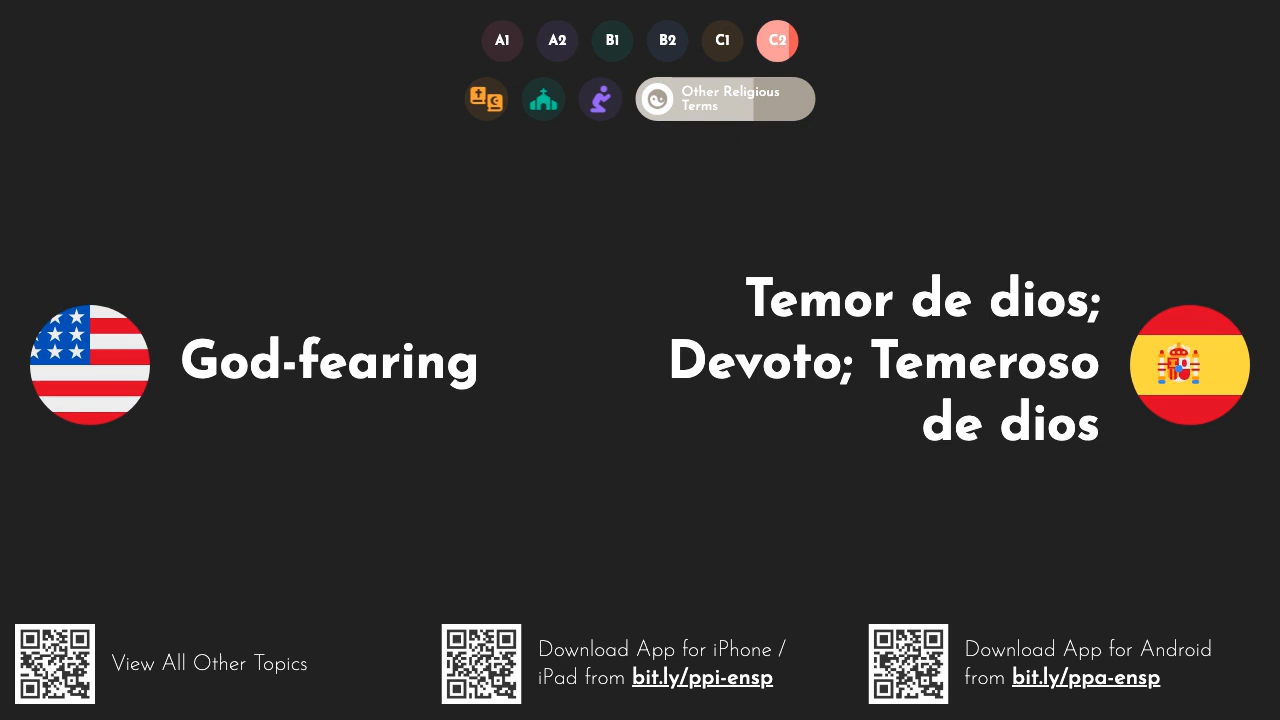 A1 A2 B1 B2 C1 C2
Other Religious
Terms
God-fearing
Temor de dios;
Devoto; Temeroso
de dios
View All Other Topics
Download App for iPhone /
iPad from bit.ly/ppi-ensp
Download App for Android
from bit.ly/ppa-ensp